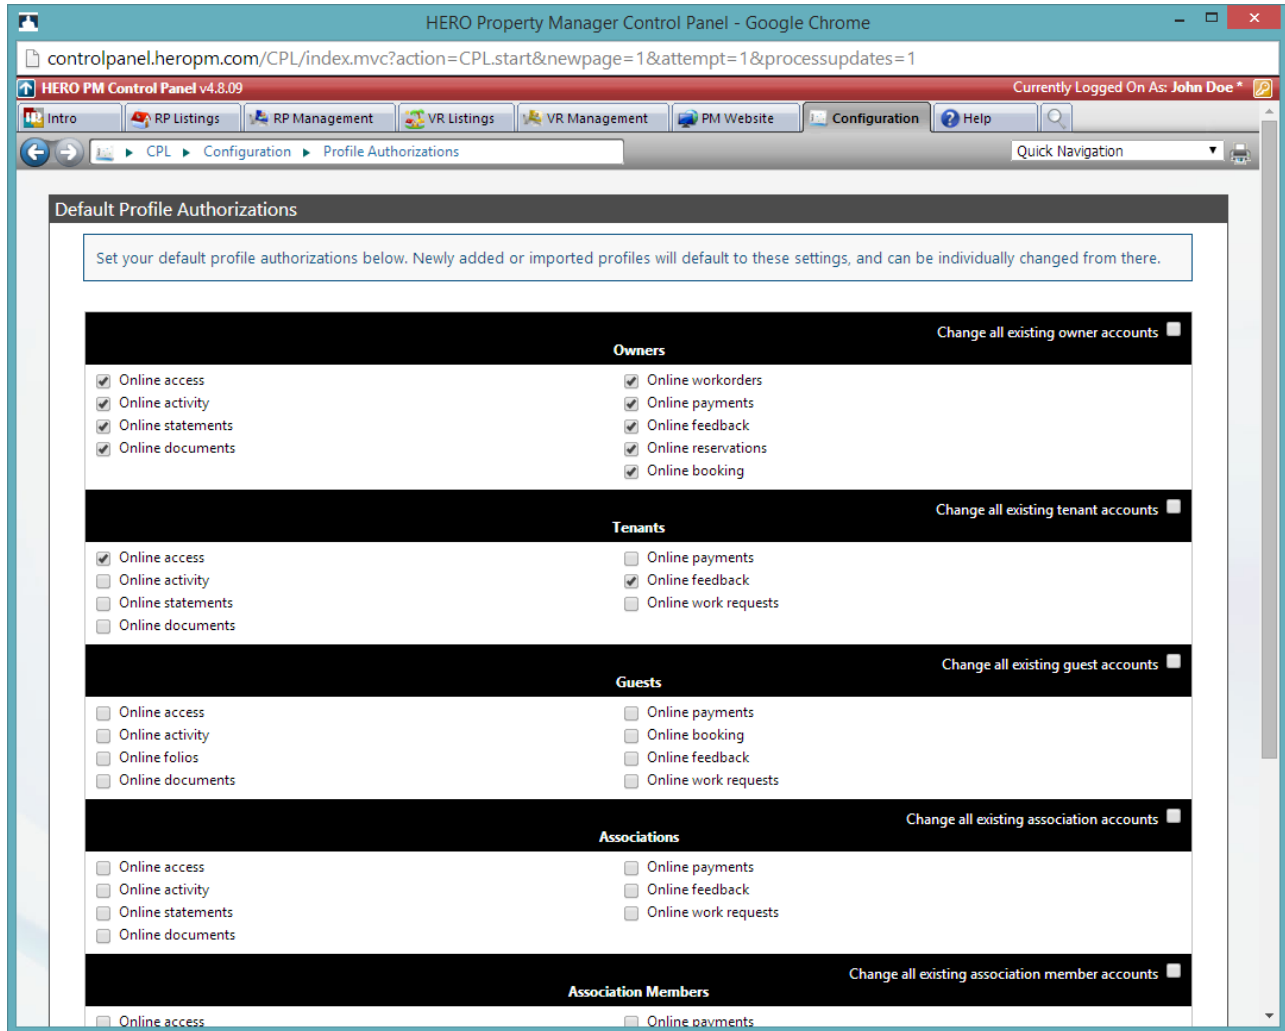 HERO Property Manager Control Panel - Google Chrome
controlpanel.heropm.com/CPL/index.mvc?action=CPL.start&newpage=1&attempt=1&processupdates=1
HERO PM Control Panel v4.8.09 Currently Logged On As: John Doe *
Intro RP Listings RP Management VR Listings VR Management PM Website Configuration Help
CPL Configuration Profile Authorizations Quick Navigation
Default Profile Authorizations
Set your default profile authorizations below. Newly added or imported profiles will default to these settings, and can be individually changed from there.
Change all existing owner accounts
Owners
Online access Online workorders
Online activity Online payments
Online statements Online feedback
Online documents Online reservations
Online booking
Change all existing tenant accounts
Tenants
Online access Online payments
Online activity Online feedback
Online statements Online work requests
Online documents
Change all existing guest accounts
Guests
Online access Online payments
Online activity Online booking
Online folios Online feedback
Online documents Online work requests
Change all existing association accounts
Associations
Online access Online payments
Online activity Online feedback
Online statements Online work requests
Online documents
Change all existing association member accounts
Association Members
Online access Online payments